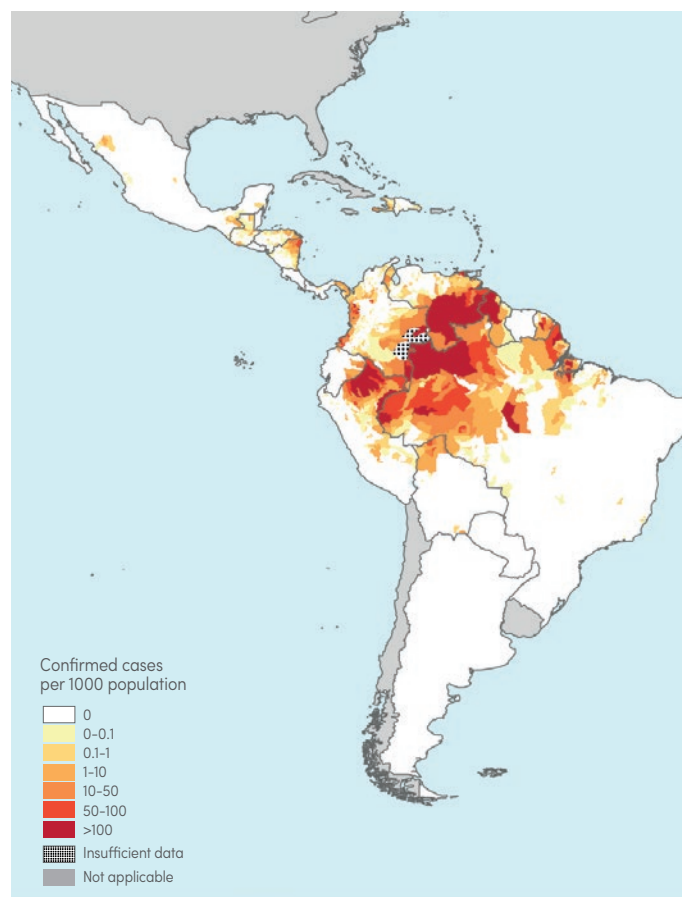 Confirmed cases
per 1000 population
0
0-0.1
0.1-1
1-10
10-50
50-100
>100
Insufficient data
Not applicable